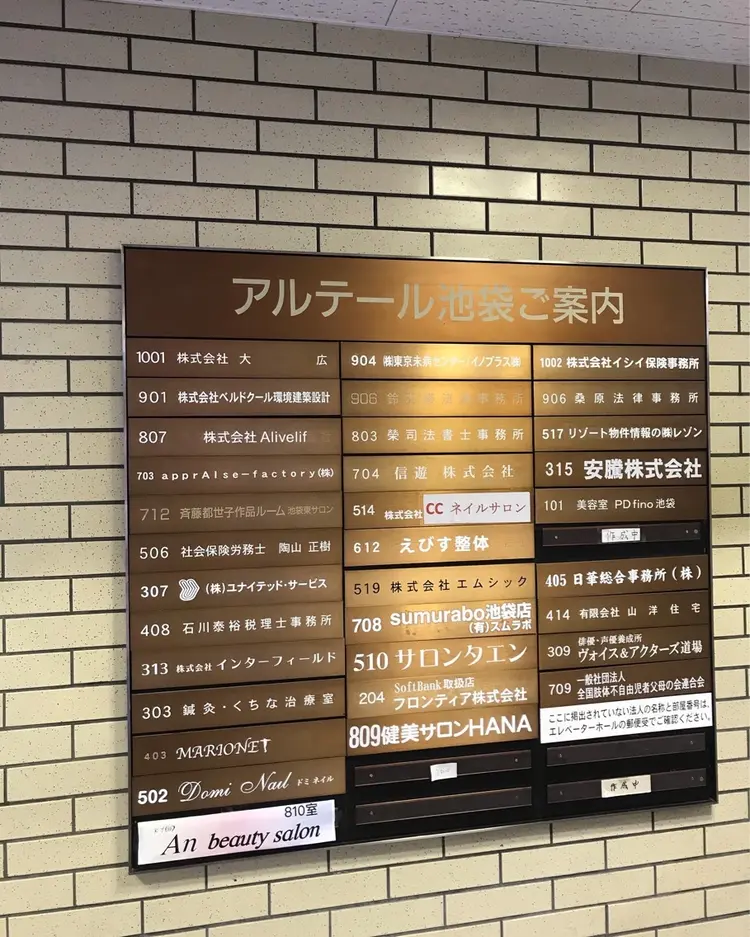 アルテール池袋ご案内
1001 株式会社 大 広
901 株式会社ベルドクール環境建築設計
807 株式会社Alivelif
703 apprAIse-factory(株)
712 斉藤都世子作品ルーム 池袋東サロン
506 社会保険労務士 陶山 正樹
307 (株)ユナイテッド・サービス
408 石川泰裕税理士事務所
313 株式会社インターフィールド
303 鍼灸・くちな治療室
403 MARIONET
502 Domi Nail ドミ ネイル
810室
An beauty salon
904 ㈱東京未病センター/イノプラス㈱
906 事務所
803 榮司法書士事務所
704 信遊 株式会社
514 株式会社 CC ネイルサロン
612 えびす整体
519 株式会社エムシック
708 sumurabo池袋店
(有)スムラボ
510 サロンタエン
SoftBank 取扱店
204 フロンティア株式会社
809健美サロンHANA
1002 株式会社イシイ保険事務所
906 桑原法律事務所
517 リゾート物件情報の㈱レゾン
315 安騰株式会社
101 美容室 PDfino池袋
作成中
405 日華総合事務所(株)
414 有限会社 山洋住宅
俳優・声優養成所
309 ヴォイス&アクターズ道場
一般社団法人
709 全国肢体不自由児者父母の会連合会
ここに掲出されていない法人の名称と部屋番号は、
エレベーターホールの郵便受でご確認ください。
作成中